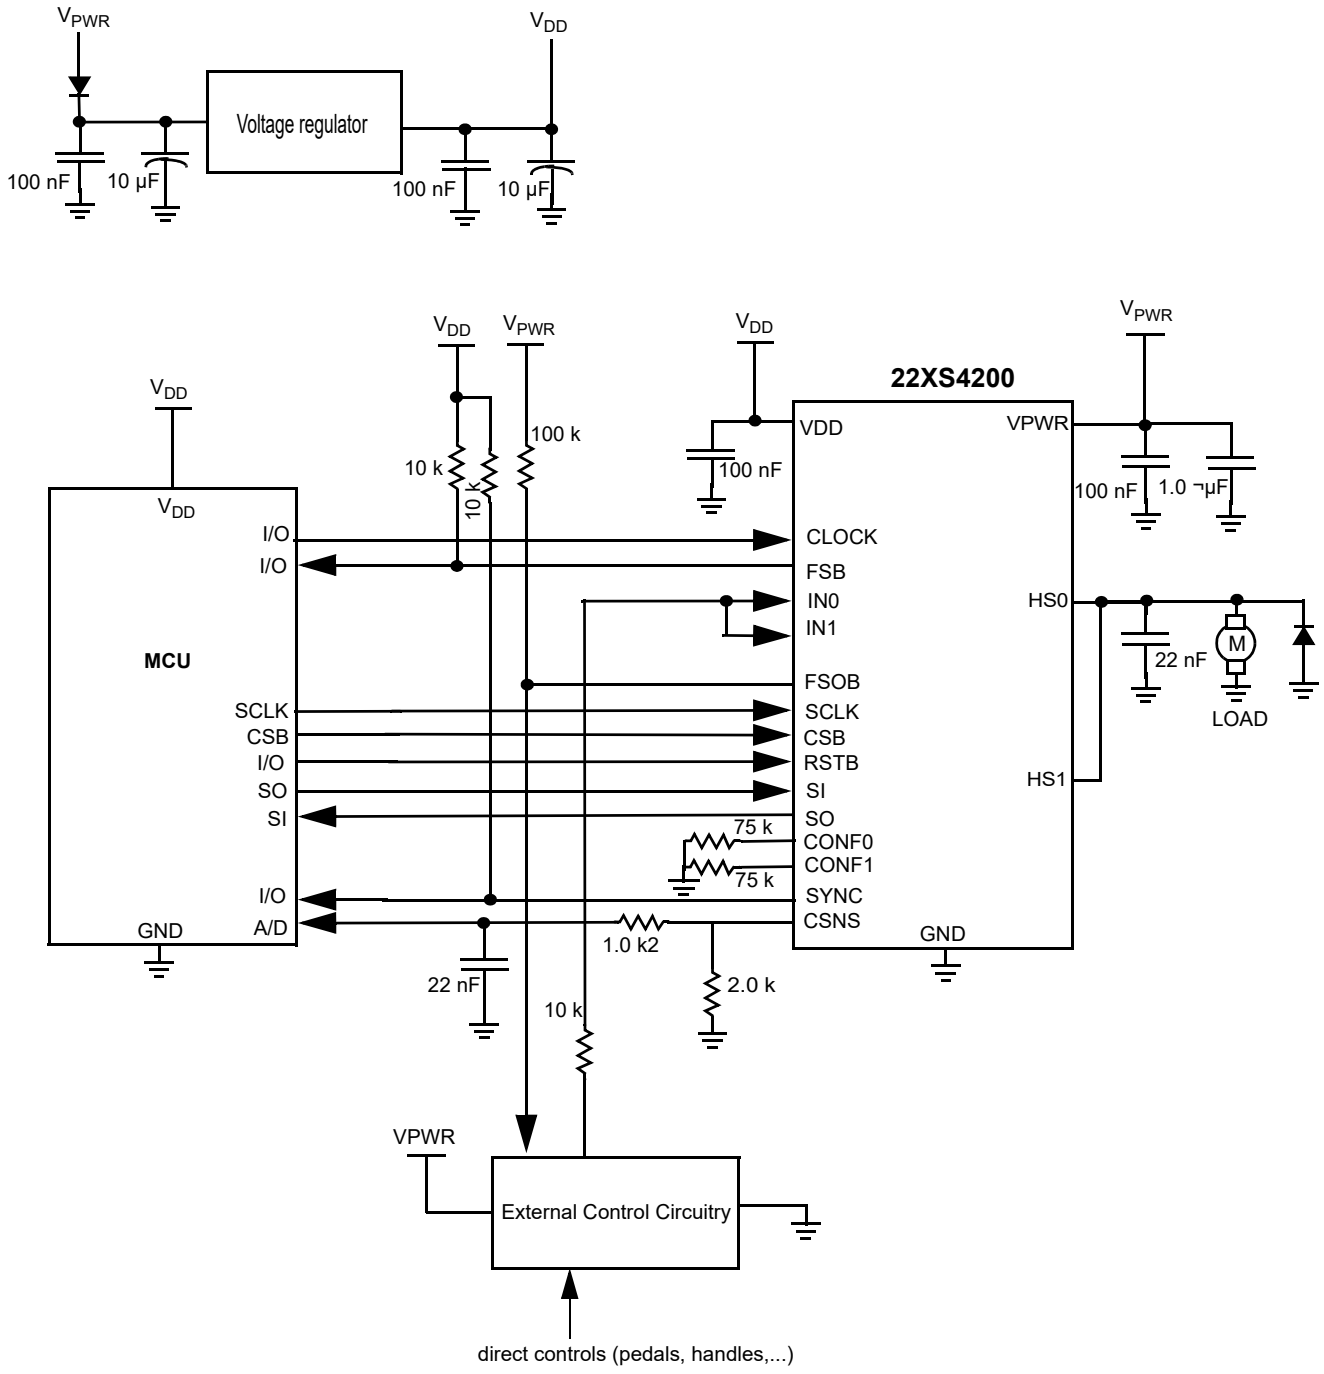 VPWR
VDD
Voltage regulator
100 nF
10 µF
100 nF
10 µF
VDD
VPWR
VDD
VPWR
22XS4200
VDD
VDD
VPWR
100 k
10 k
10 k
100 nF
100 nF
1.0 ¬µF
VDD
I/O
CLOCK
I/O
FSB
IN0
HS0
IN1
MCU
M
22 nF
FSOB
LOAD
SCLK
SCLK
CSB
CSB
I/O
RSTB
HS1
SO
SI
SI
SO
75 k
CONF0
CONF1
75 k
I/O
SYNC
A/D
CSNS
GND
GND
1.0 k2
22 nF
2.0 k
10 k
VPWR
External Control Circuitry
direct controls (pedals, handles,...)